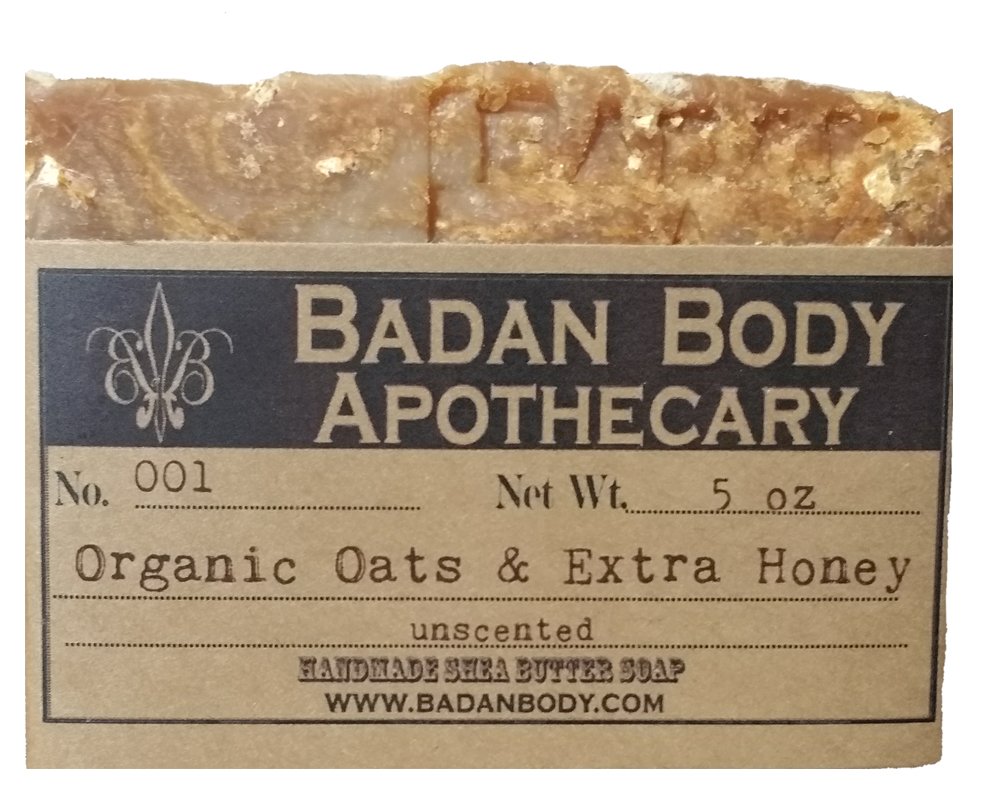 BADAN BODY
APOTHECARY
No. 001 Net Wt. 5 oz
Organic Oats & Extra Honey
unscented
HANDMADE SHEA BUTTER SOAP
WWW.BADANBODY.COM